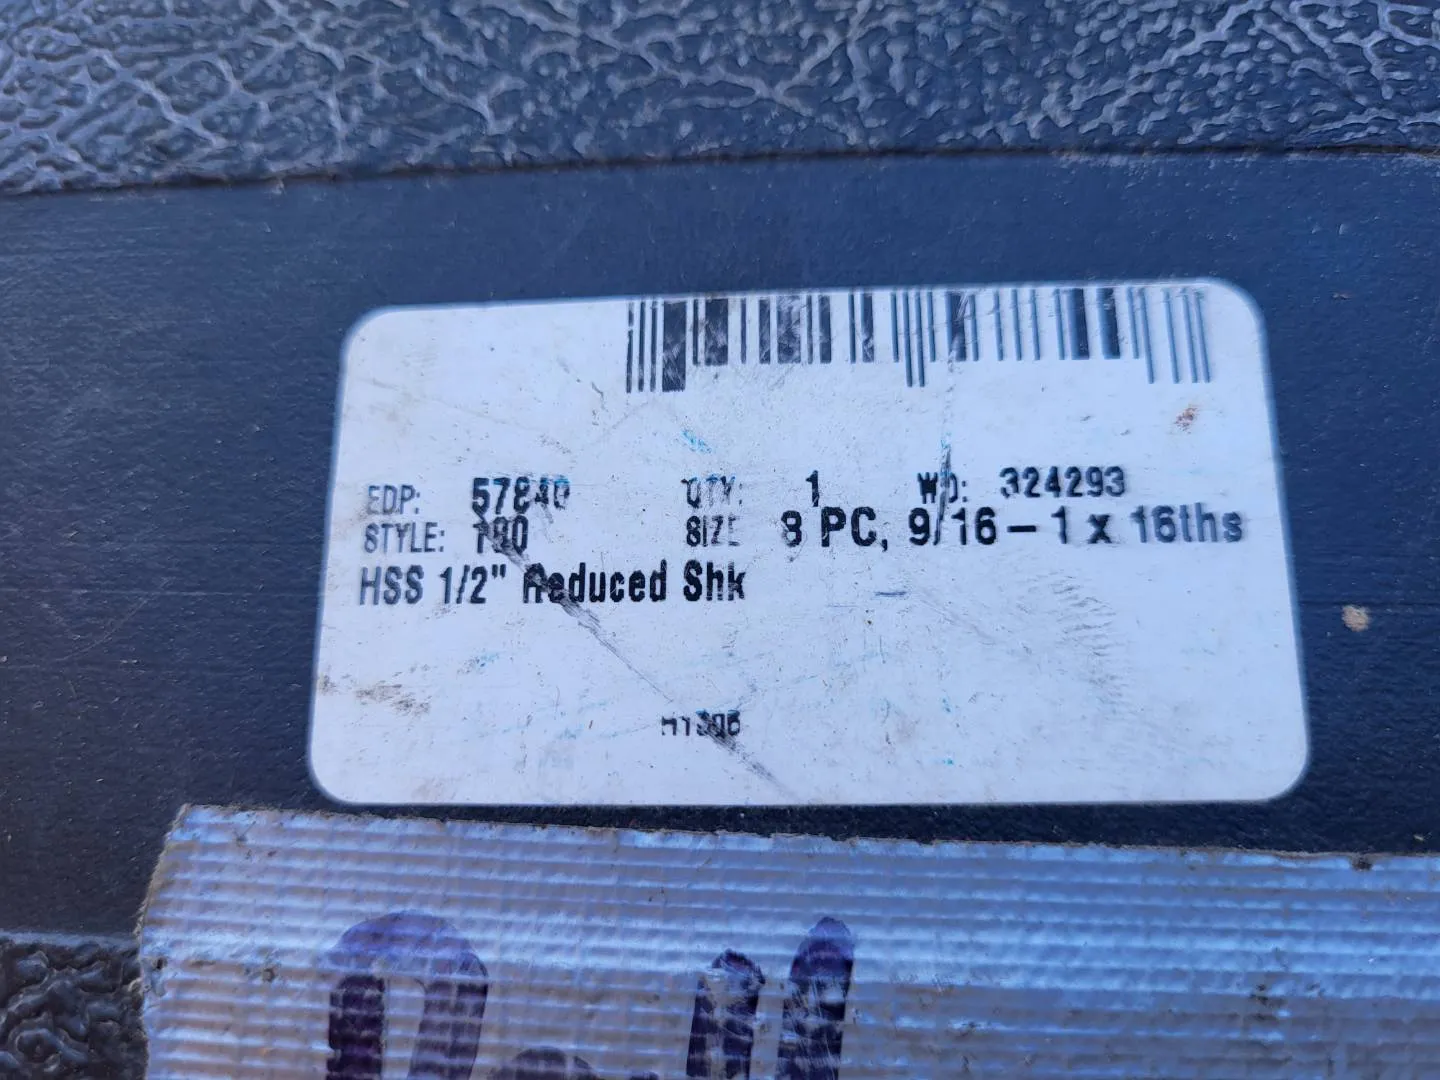 EDP: 57840 QTY: 1 WO: 324293
STYLE: 190 SIZE 8 PC, 9/16 - 1 x 16ths
HSS 1/2" Reduced Shk